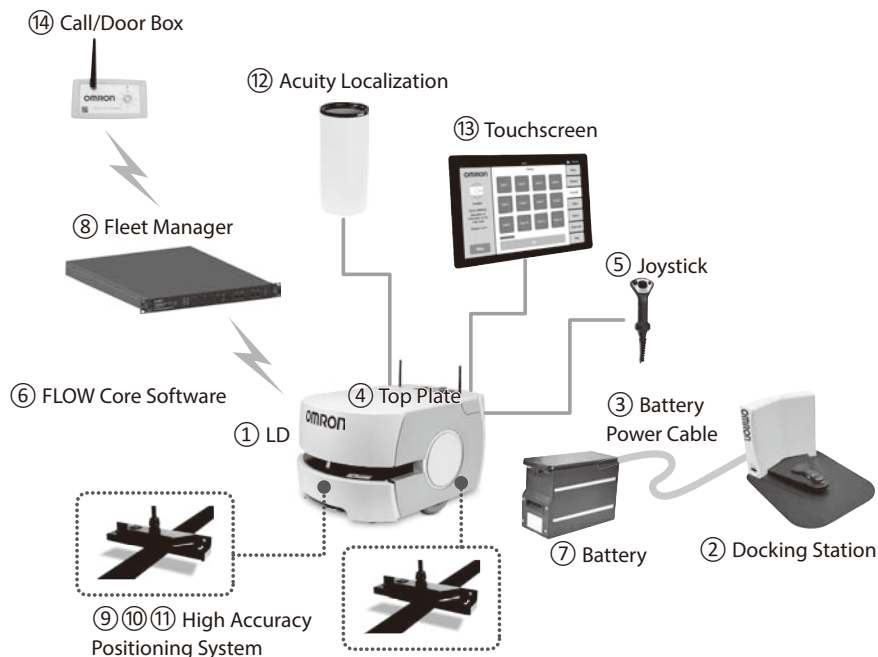 ⑭ Call/Door Box
OMRON
⑫ Acuity Localization
⑬ Touchscreen
OMRON
⑧ Fleet Manager
⑤ Joystick
⑥ FLOW Core Software
④ Top Plate
OMRON
① LD
③ Battery
Power Cable
OMRON
⑦ Battery
② Docking Station
⑨⑩⑪ High Accuracy
Positioning System